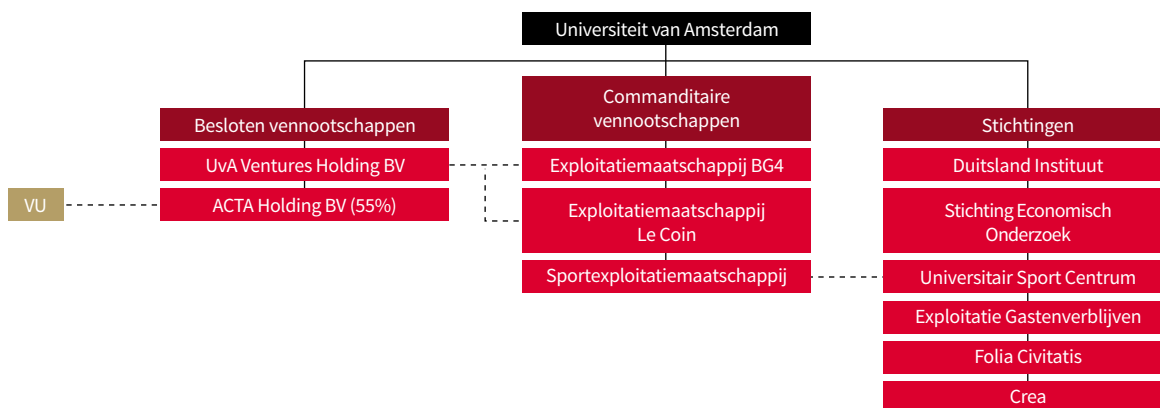 Universiteit van Amsterdam
Besloten vennootschappen
UvA Ventures Holding BV
VU
ACTA Holding BV (55%)
Commanditaire
vennootschappen
Exploitatiemaatschappij BG4
Exploitatiemaatschappij
Le Coin
Sportexploitatiemaatschappij
Stichtingen
Duitsland Instituut
Stichting Economisch
Onderzoek
Universitair Sport Centrum
Exploitatie Gastenverblijven
Folia Civitatis
Crea